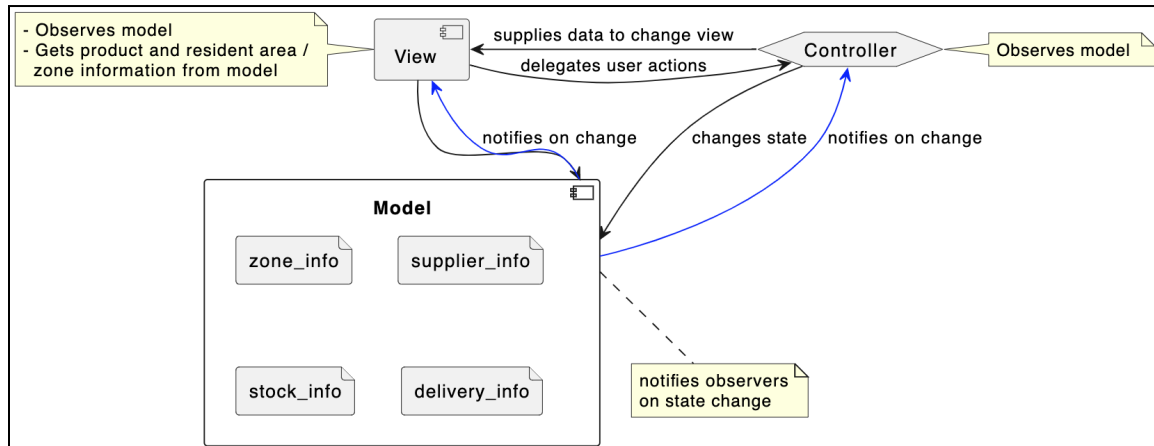 - Observes model
- Gets product and resident area /
zone information from model
View
supplies data to change view
delegates user actions
Controller
Observes model
notifies on change
changes state
notifies on change
Model
zone_info
supplier_info
stock_info
delivery_info
notifies observers
on state change